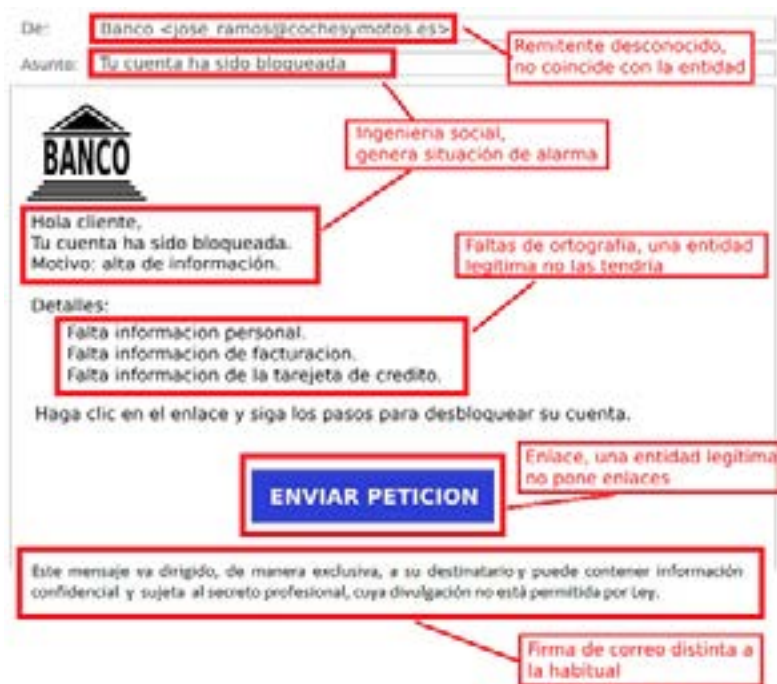 De: Banco <jose_ramos@cochesymotos.es>
Remitente desconocido,
no coincide con la entidad
Asunto: Tu cuenta ha sido bloqueada
BANCO
Ingenieria social,
genera situación de alarma
Hola cliente,
Tu cuenta ha sido bloqueada.
Motivo: alta de información.
Faltas de ortografia, una entidad
legítima no las tendría
Detalles:
Falta informacion personal.
Falta informacion de facturacion.
Falta informacion de la tarejeta de credito.
Haga clic en el enlace y siga los pasos para desbloquear su cuenta.
Enlace, una entidad legítima
no pone enlaces
ENVIAR PETICION
Este mensaje va dirigido, de manera exclusiva, a su destinatario y puede contener información
confidencial y sujeta al secreto profesional, cuya divulgación no está permitida por Ley.
Firma de correo distinta a
la habitual